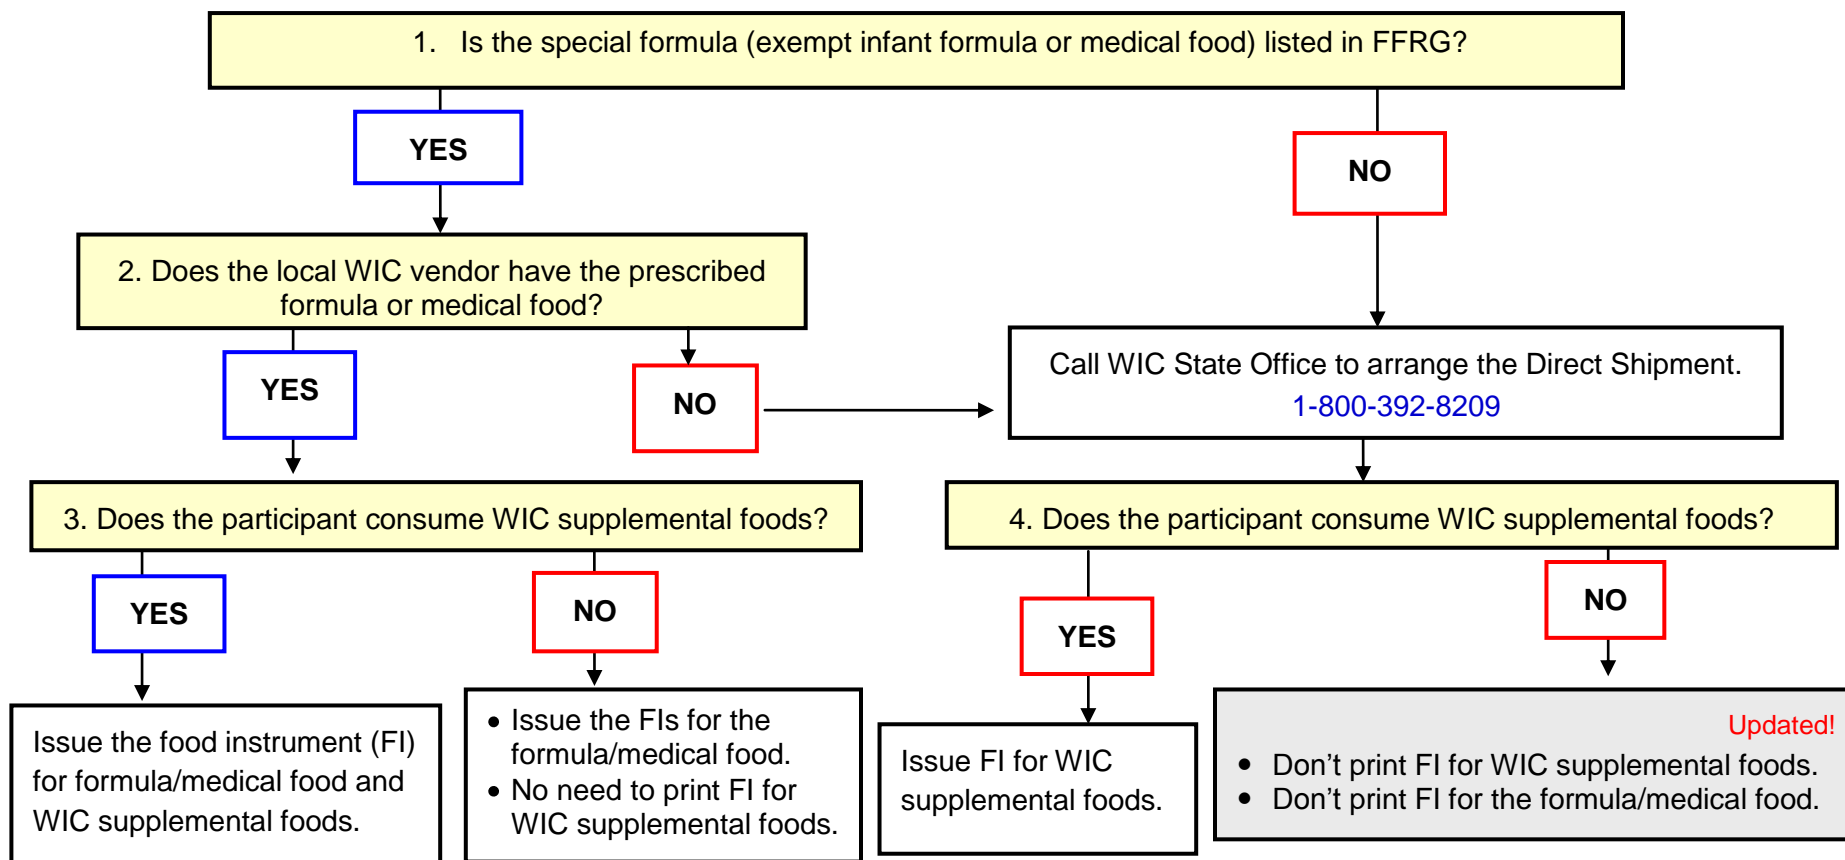 1. Is the special formula (exempt infant formula or medical food) listed in FFRG?
YES
NO
2. Does the local WIC vendor have the prescribed
formula or medical food?
YES
NO
Call WIC State Office to arrange the Direct Shipment.
1-800-392-8209
3. Does the participant consume WIC supplemental foods?
4. Does the participant consume WIC supplemental foods?
YES
NO
YES
NO
Issue the food instrument (FI)
for formula/medical food and
WIC supplemental foods.
• Issue the FIs for the
formula/medical food.
• No need to print FI for
WIC supplemental foods.
Issue FI for WIC
supplemental foods.
Updated!
• Don’t print FI for WIC supplemental foods.
• Don’t print FI for the formula/medical food.